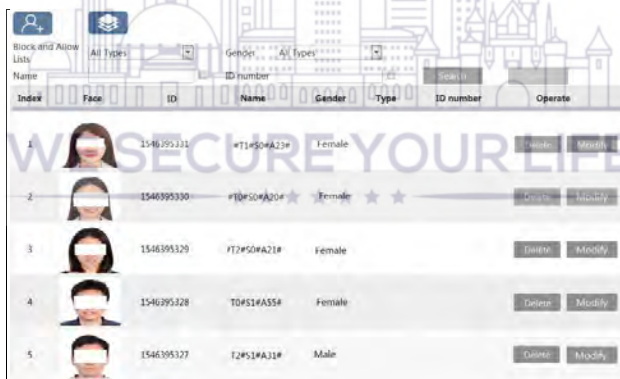 Block and Allow Lists All Types Gender All Types
Name ID number Search
Index Face ID Name Gender Type ID number Operate
1 1546395331 #T1#S0#A23# Female Delete Modify
2 1546395330 #T0#S0#A20# Female Delete Modify
3 1546395329 #T2#S0#A21# Female Delete Modify
4 1546395328 T0#S1#A55# Female Delete Modify
5 1546395327 T2#S1#A31# Male Delete Modify
WE SECURE YOUR LIFE